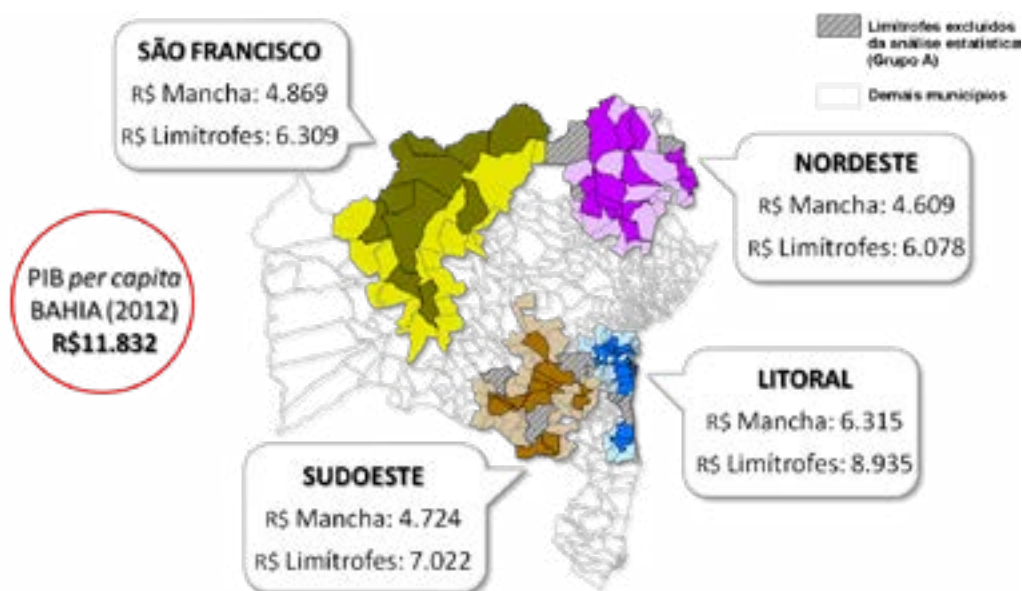 SÃO FRANCISCO
R$ Mancha: 4.869
R$ Limítrofes: 6.309
Limítrofes excluídos
da análise estatística
(Grupo A)
Demais municípios
NORDESTE
R$ Mancha: 4.609
R$ Limítrofes: 6.078
PIB per capita
BAHIA (2012)
R$11.832
LITORAL
R$ Mancha: 6.315
R$ Limítrofes: 8.935
SUDOESTE
R$ Mancha: 4.724
R$ Limítrofes: 7.022